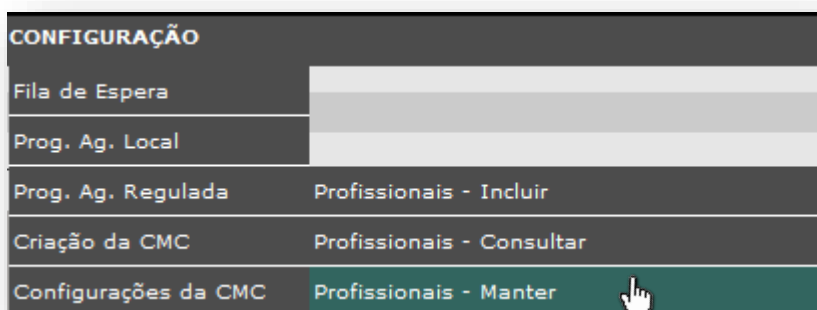 CONFIGURAÇÃO
Fila de Espera
Prog. Ag. Local
Prog. Ag. Regulada Profissionais - Incluir
Criação da CMC Profissionais - Consultar
Configurações da CMC Profissionais - Manter